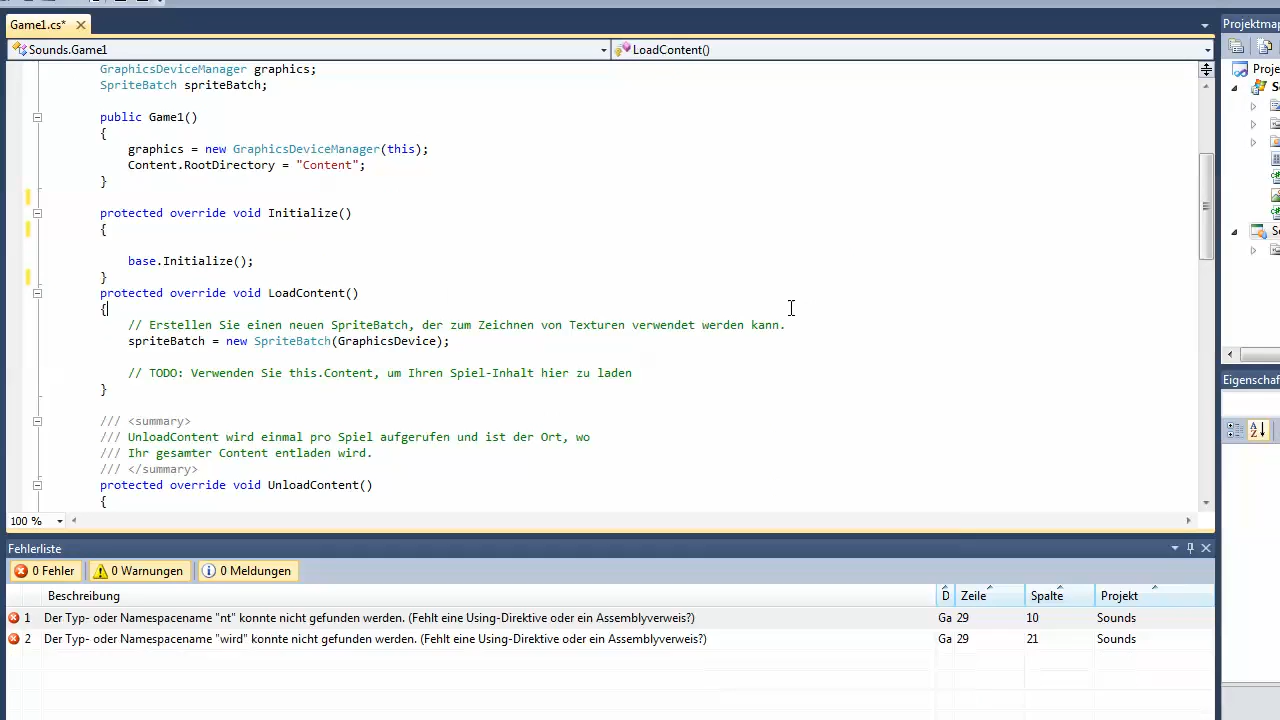 Game1.cs*
Projektmap
Sounds.Game1
LoadContent()
Proje
GraphicsDeviceManager graphics;
SpriteBatch spriteBatch;
public Game1()
{
graphics = new GraphicsDeviceManager(this);
Content.RootDirectory = "Content";
}
protected override void Initialize()
{
base.Initialize();
}
protected override void LoadContent()
{
// Erstellen Sie einen neuen SpriteBatch, der zum Zeichnen von Texturen verwendet werden kann.
spriteBatch = new SpriteBatch(GraphicsDevice);
// TODO: Verwenden Sie this.Content, um Ihren Spiel-Inhalt hier zu laden
}
/// <summary>
/// UnloadContent wird einmal pro Spiel aufgerufen und ist der Ort, wo
/// Ihr gesamter Content entladen wird.
/// </summary>
protected override void UnloadContent()
{
100 %
Eigenschaf
Fehlerliste
0 Fehler
0 Warnungen
0 Meldungen
Beschreibung D Zeile Spalte Projekt
1 Der Typ- oder Namespacename "nt" konnte nicht gefunden werden. (Fehlt eine Using-Direktive oder ein Assemblyverweis?) Ga 29 10 Sounds
2 Der Typ- oder Namespacename "wird" konnte nicht gefunden werden. (Fehlt eine Using-Direktive oder ein Assemblyverweis?) Ga 29 21 Sounds